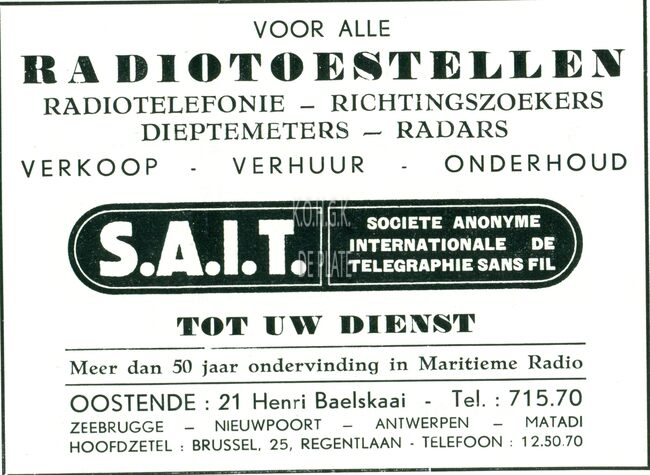 VOOR ALLE
RADIOTOESTELLEN
RADIOTELEFONIE – RICHTINGSZOEKERS
DIEPTEMETERS – RADARS
VERKOOP - VERHUUR - ONDERHOUD
K.O.H.G.K.
DE PLATE
S.A.I.T.
SOCIETE ANONYME
INTERNATIONALE DE
TELEGRAPHIE SANS FIL
TOT UW DIENST
Meer dan 50 jaar ondervinding in Maritieme Radio
OOSTENDE : 21 Henri Baelskaai - Tel. : 715.70
ZEEBRUGGE – NIEUWPOORT – ANTWERPEN – MATADI
HOOFDZETEL : BRUSSEL, 25, REGENTLAAN - TELEFOON : 12.50.70